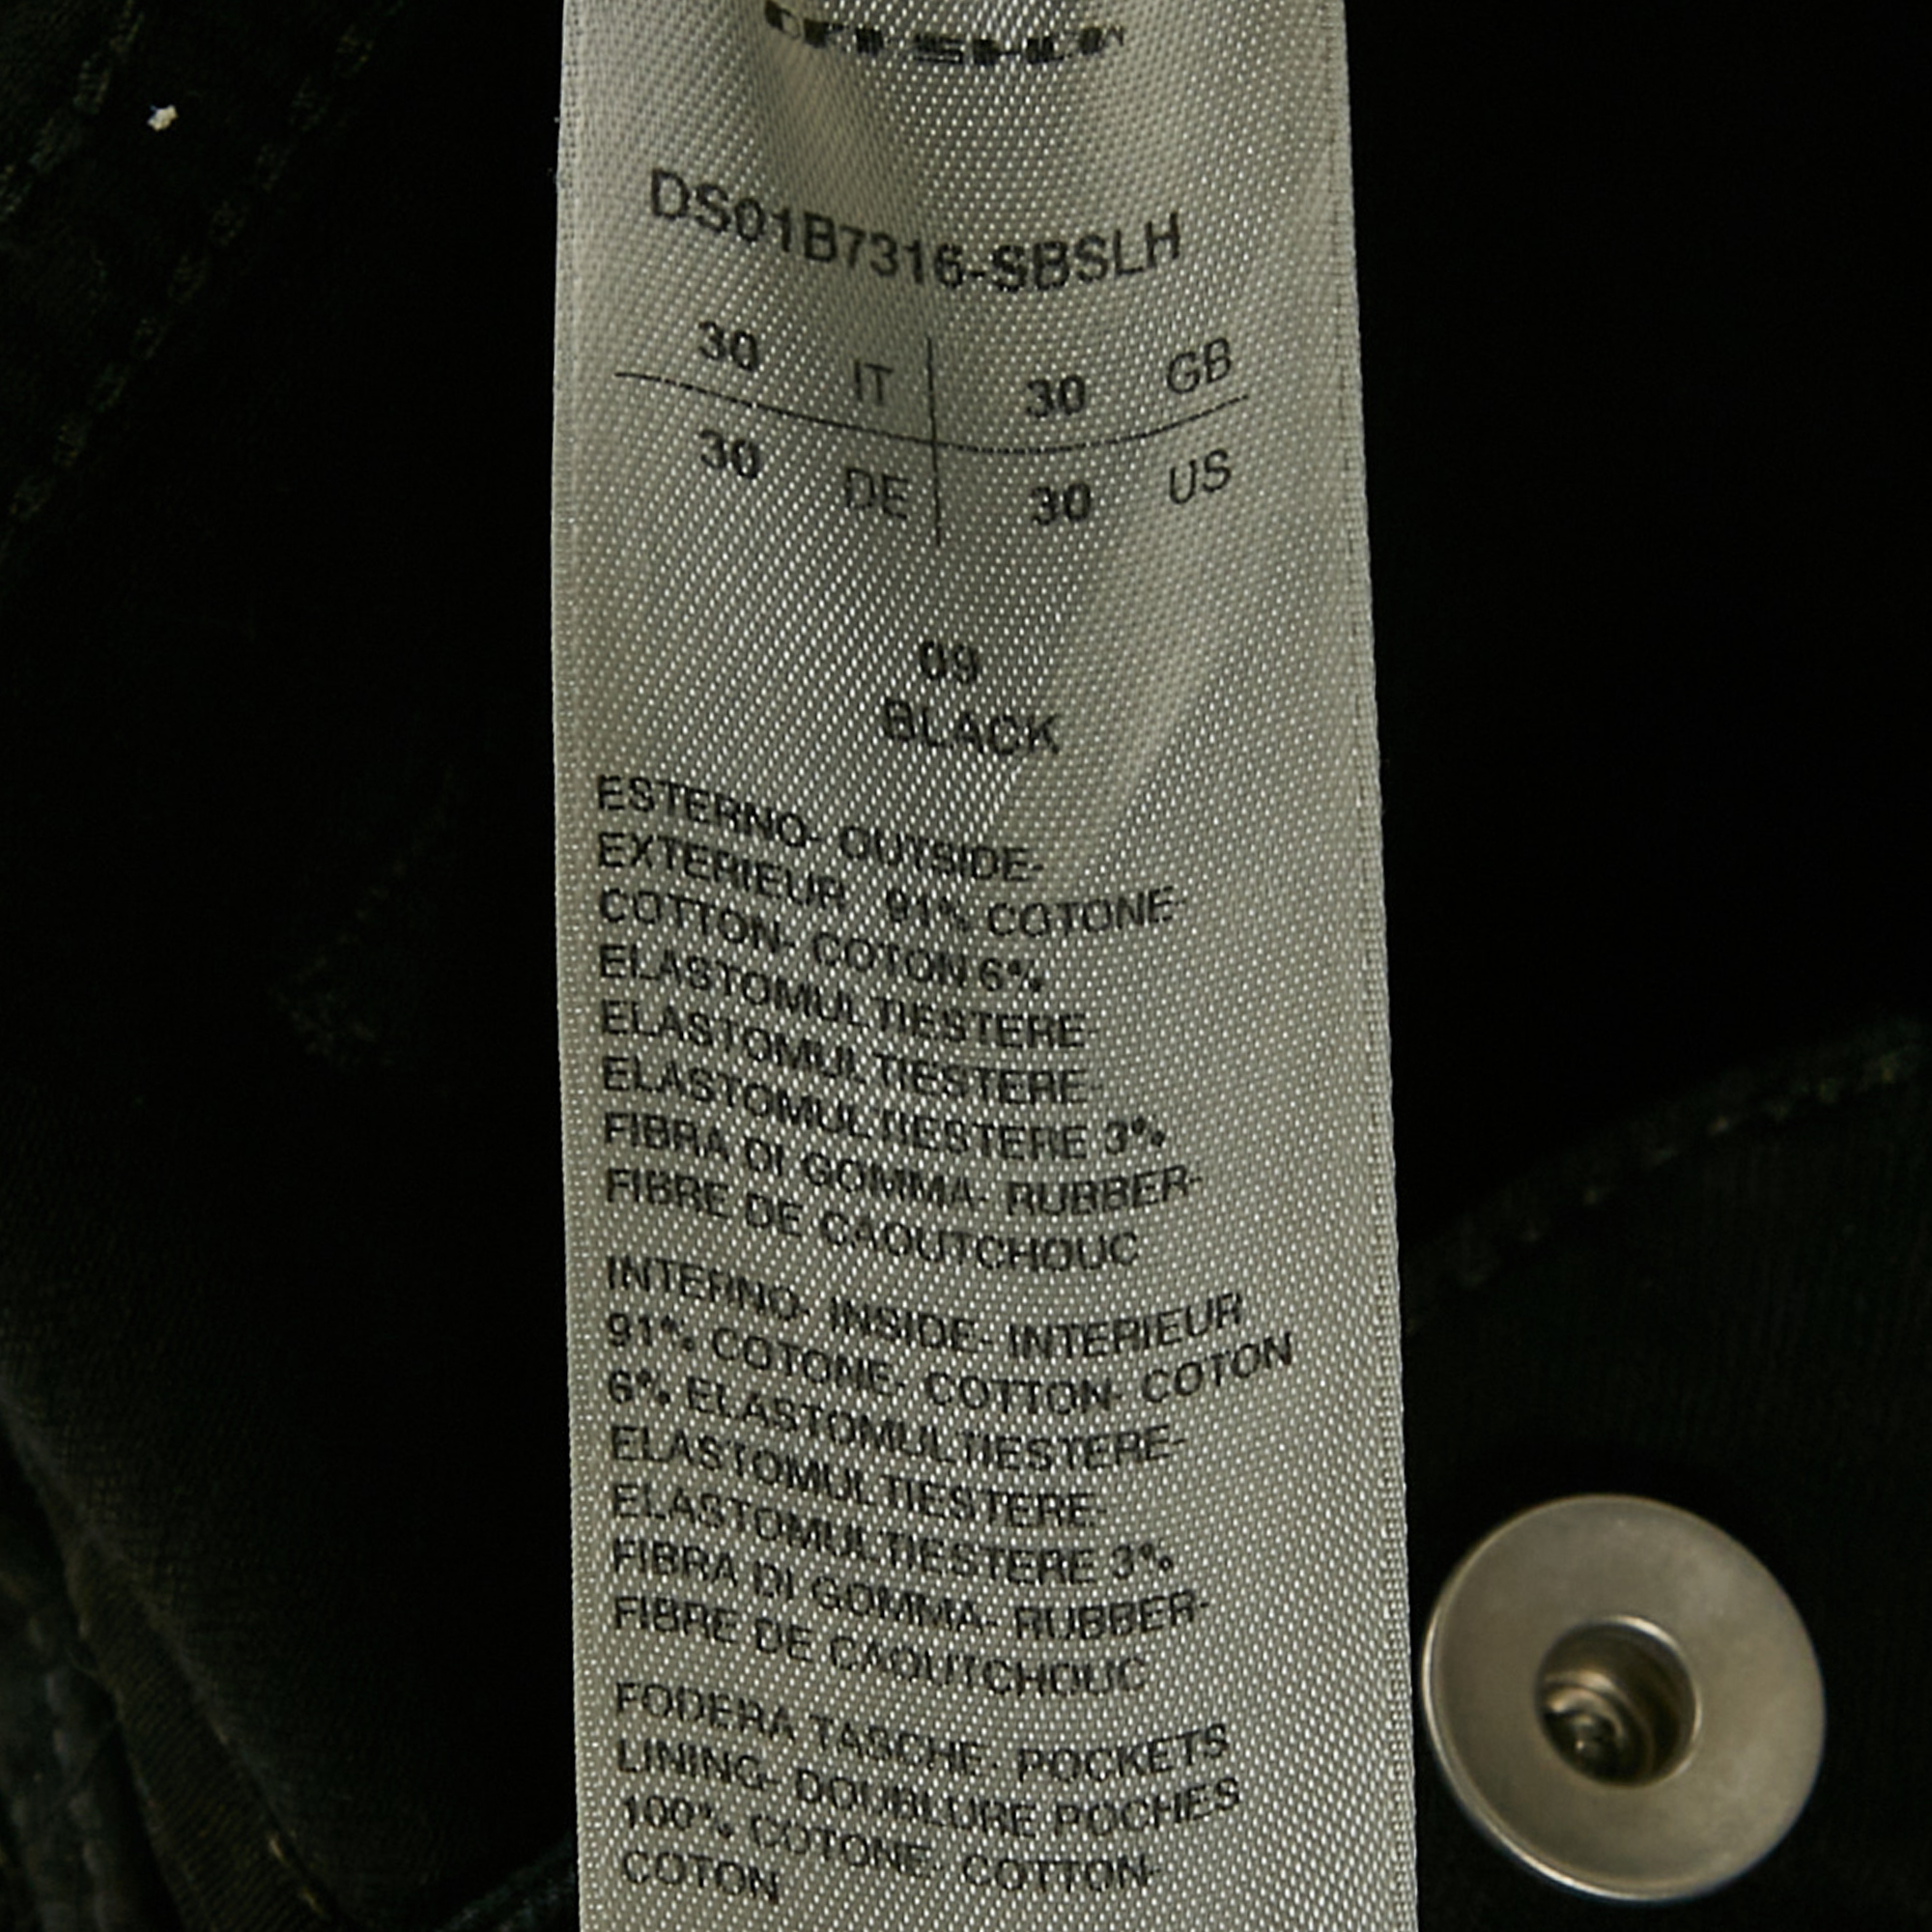 DS01B7316-SBSLH
30 IT 30 GB
30 DE 30 US
09
BLACK
ESTERNO- OUTSIDE-
EXTERIEUR 91% COTONE-
COTTON- COTON 6%
ELASTOMULTIESTERE
ELASTOMULTIESTERE-
ELASTOMULTIESTERE 3%
FIBRA DI GOMMA- RUBBER-
FIBRE DE CAOUTCHOUC
INTERNO- INSIDE- INTERIEUR
91% COTONE- COTTON- COTON
6% ELASTOMULTIESTERE-
ELASTOMULTIESTERE
ELASTOMULTIESTERE 3%
FIBRA DI GOMMA- RUBBER-
FIBRE DE CAOUTCHOUC
FODERA TASCHE- POCKETS
LINING- DOUBLURE POCHES
100% COTONE- COTTON-
COTON